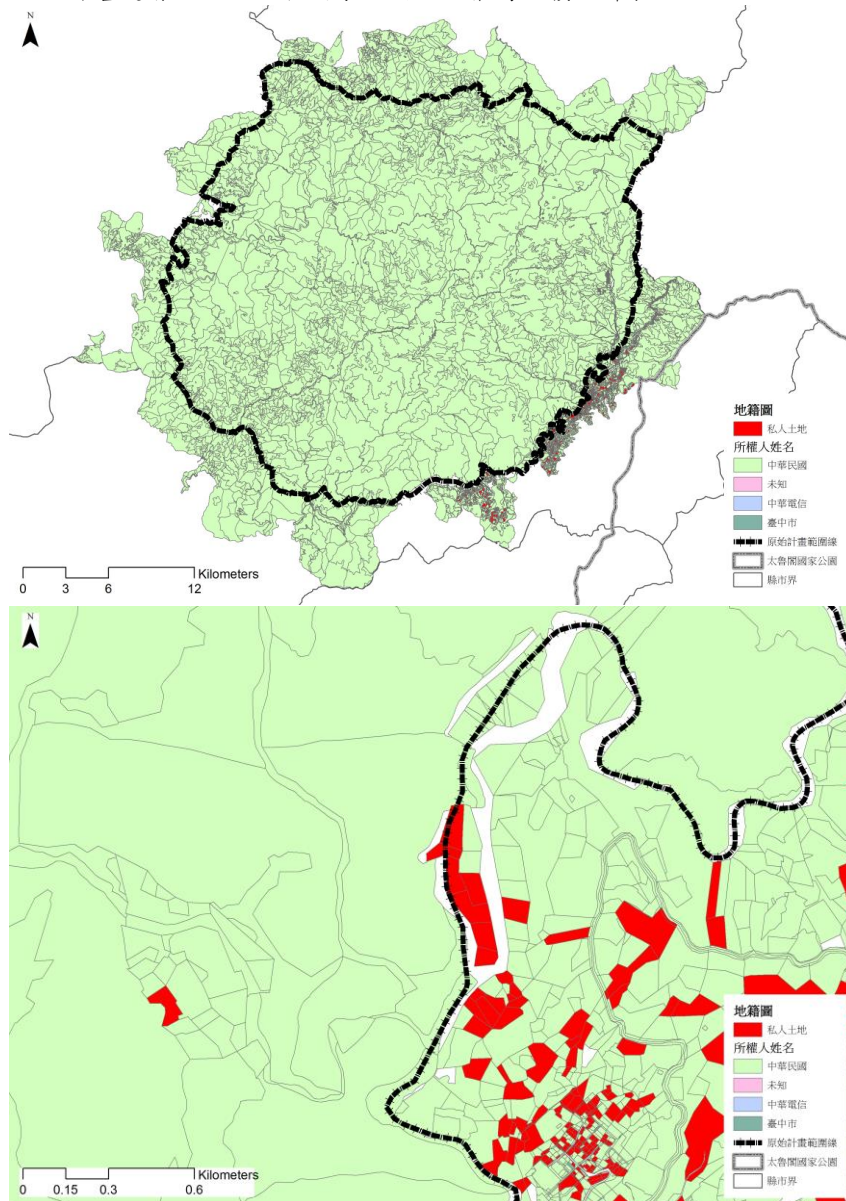 N
地籍圖
私人土地
所權人姓名
中華民國
未知
中華電信
臺中市
原始計畫範圍線
太魯閣國家公園
縣市界
Kilometers
0 3 6 12
N
地籍圖
私人土地
所權人姓名
中華民國
未知
中華電信
臺中市
原始計畫範圍線
太魯閣國家公園
縣市界
Kilometers
0 0.15 0.3 0.6